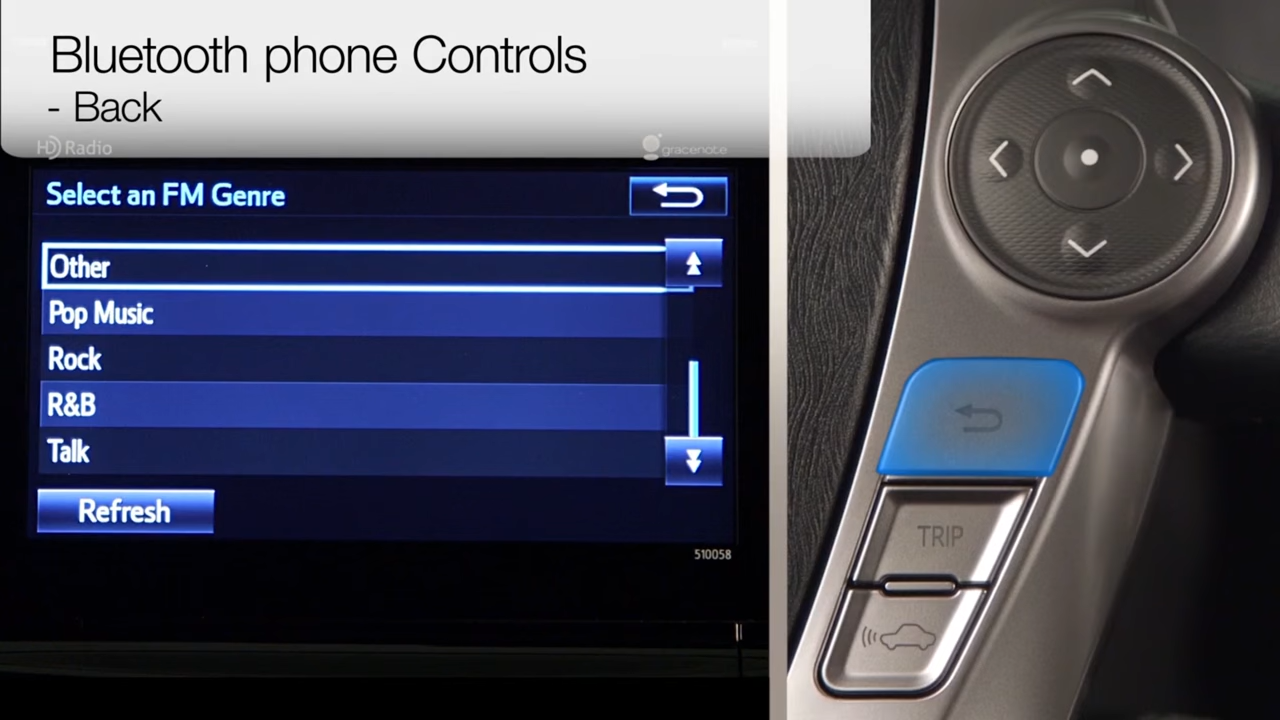 Bluetooth phone Controls
- Back
HD Radio
gracenote
Select an FM Genre
Other
Pop Music
Rock
R&B
Talk
Refresh
510058
TRIP